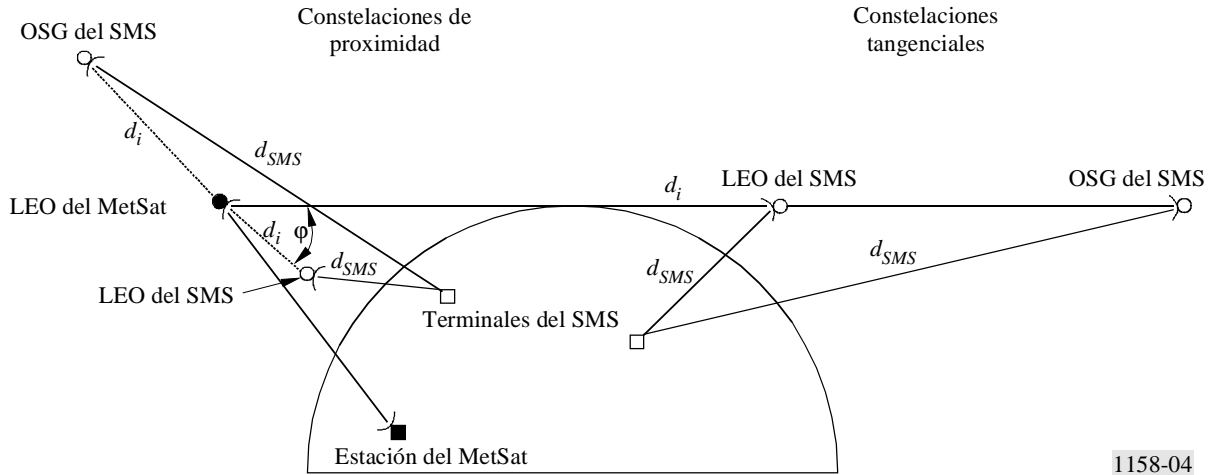 Constelaciones de
proximidad
Constelaciones
tangenciales
OSG del SMS
d_i
d_SMS
LEO del MetSat
d_i
LEO del SMS
OSG del SMS
d_i
φ
d_SMS
d_SMS
d_SMS
LEO del SMS
Terminales del SMS
Estación del MetSat
1158-04